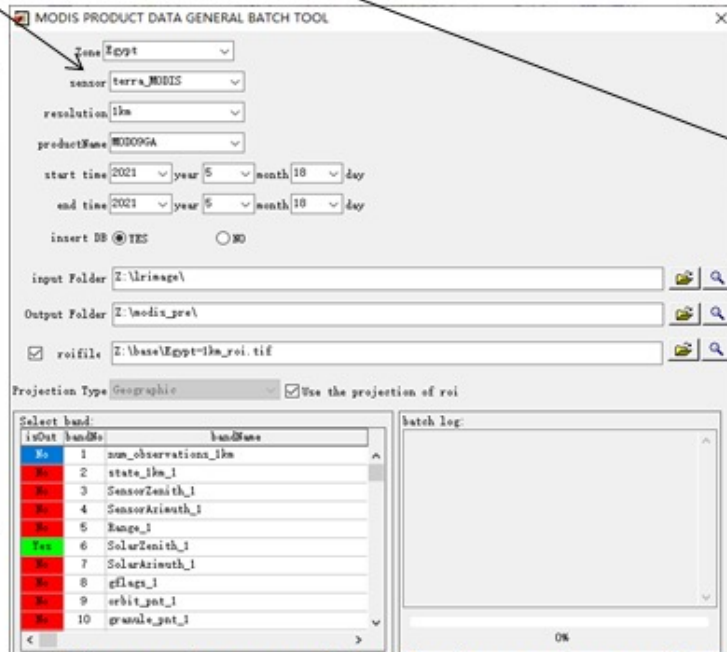 MODIS PRODUCT DATA GENERAL BATCH TOOL
Zone Egypt
sensor terra_MODIS
resolution 1km
productName MOD09GA
start time 2021 year 5 month 18 day
end time 2021 year 5 month 18 day
insert DB YES NO
input Folder Z:\lrimage\
Output Folder Z:\modis_pre\
roifile Z:\base\Egypt-1km_roi.tif
Projection Type Geographic Use the projection of roi
Select band:
isOut bandNo bandName
No 1 num_observations_1km
No 2 state_1km_1
No 3 SensorZenith_1
No 4 SensorAzimuth_1
No 5 Range_1
Yes 6 SolarZenith_1
No 7 SolarAzimuth_1
No 8 gflags_1
No 9 orbit_pnt_1
No 10 granule_pnt_1
batch log:
0%